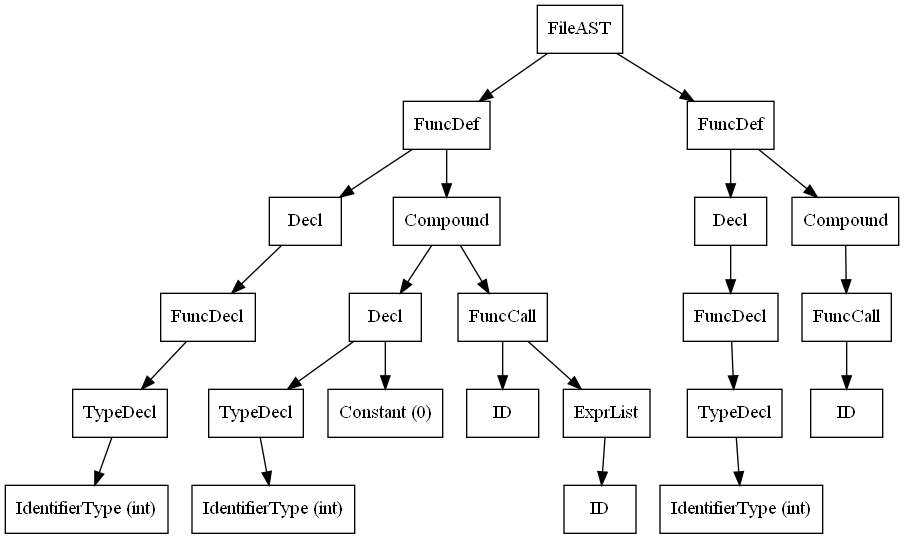 FileAST
FuncDef
FuncDef
Decl
Compound
Decl
Compound
FuncDecl
Decl
FuncCall
FuncDecl
FuncCall
TypeDecl
TypeDecl
Constant (0)
ID
ExprList
TypeDecl
ID
IdentifierType (int)
IdentifierType (int)
ID
IdentifierType (int)